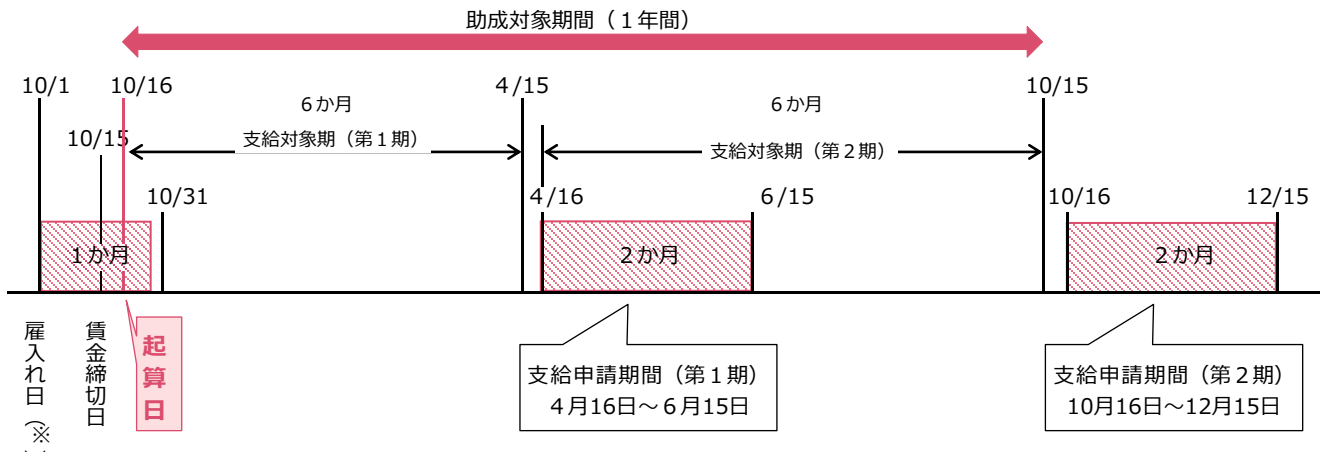 助成対象期間（１年間）
10/1
10/16
４/15
10/15
６か月
６か月
10/15
支給対象期（第１期）
支給対象期（第２期）
10/31
４/16
６/15
10/16
12/15
１か月
２か月
２か月
雇入れ日（※
賃金締切日
起算日
支給申請期間（第１期）
４月16日～６月15日
支給申請期間（第２期）
10月16日～12月15日